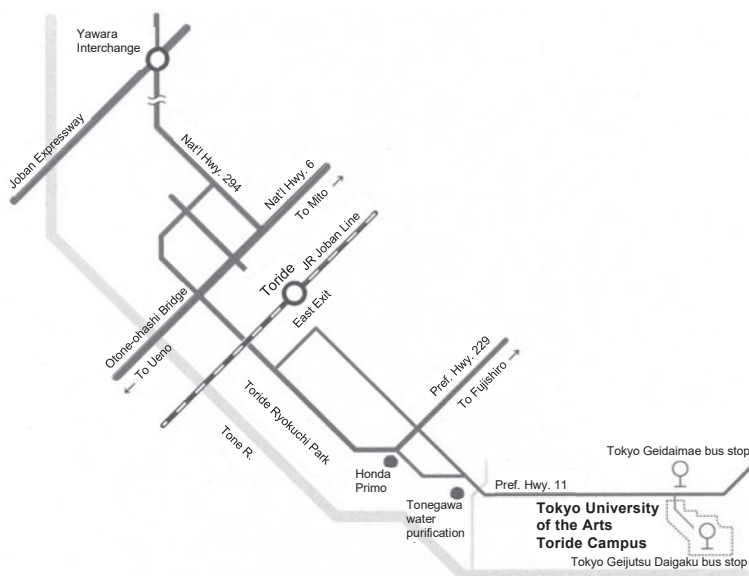 Yawara
Interchange
Joban Expressway
Nat'l Hwy. 294
Nat'l Hwy. 6
To Mito →
JR Joban Line
Toride
East Exit
Otone-ohashi Bridge
← To Ueno
Pref. Hwy. 229
To Fujishiro →
Toride Ryokuchi Park
Tone R.
Honda
Primo
Tonegawa
water
purification
Pref. Hwy. 11
Tokyo Geidaimae bus stop
Tokyo University
of the Arts
Toride Campus
Tokyo Geijutsu Daigaku bus stop